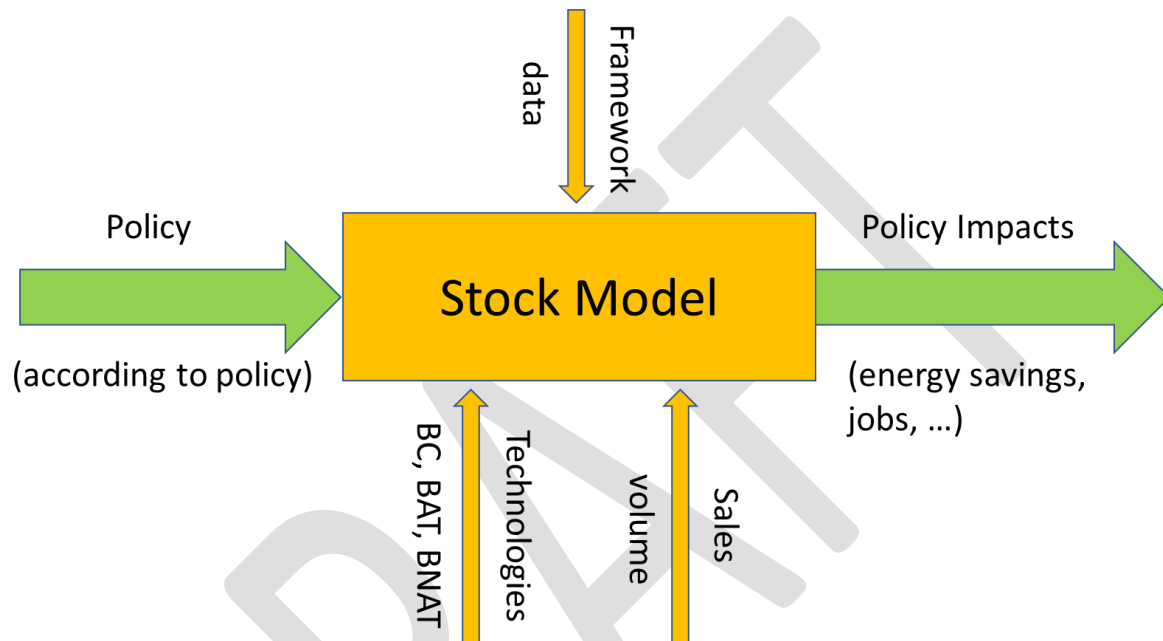 Framework
data
Policy
Policy Impacts
Stock Model
(according to policy)
(energy savings,
jobs, ...)
Technologies
BC, BAT, BNAT
Sales
volume
DRAFT